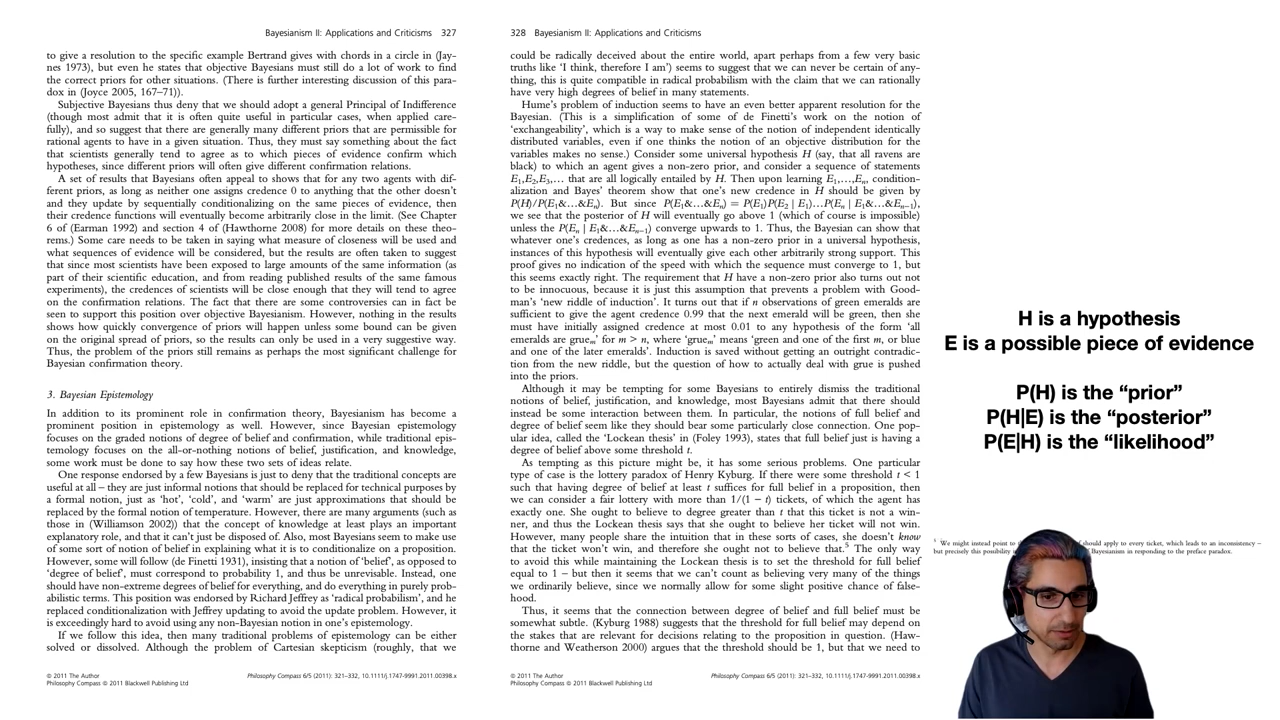 Bayesianism II: Applications and Criticisms 327
to give a resolution to the specific example Bertrand gives with chords in a circle in (Jay-
nes 1973), but even he states that objective Bayesians must still do a lot of work to find
the correct priors for other situations. (There is further interesting discussion of this para-
dox in (Joyce 2005, 167–71)).
Subjective Bayesians thus deny that we should adopt a general Principal of Indifference
(though most admit that it is often quite useful in particular cases, when applied care-
fully), and so suggest that there are generally many different priors that are permissible for
rational agents to have in a given situation. Thus, they must say something about the fact
that scientists generally tend to agree as to which pieces of evidence confirm which
hypotheses, since different priors will often give different confirmation relations.
A set of results that Bayesians often appeal to shows that for any two agents with dif-
ferent priors, as long as neither one assigns credence 0 to anything that the other doesn't
and they update by sequentially conditionalizing on the same pieces of evidence, then
their credence functions will eventually become arbitrarily close in the limit. (See Chapter
6 of (Earman 1992) and section 4 of (Hawthorne 2008) for more details on these theo-
rems.) Some care needs to be taken in saying what measure of closeness will be used and
what sequences of evidence will be considered, but the results are often taken to suggest
that since most scientists have been exposed to large amounts of the same information (as
part of their scientific education, and from reading published results of the same famous
experiments), the credences of scientists will be close enough that they will tend to agree
on the confirmation relations. The fact that there are some controversies can in fact be
seen to support this position over objective Bayesianism. However, nothing in the results
shows how quickly convergence of priors will happen unless some bound can be given
on the original spread of priors, so the results can only be used in a very suggestive way.
Thus, the problem of the priors still remains as perhaps the most significant challenge for
Bayesian confirmation theory.
3. Bayesian Epistemology
In addition to its prominent role in confirmation theory, Bayesianism has become a
prominent position in epistemology as well. However, since Bayesian epistemology
focuses on the graded notions of degree of belief and confirmation, while traditional epis-
temology focuses on the all-or-nothing notions of belief, justification, and knowledge,
some work must be done to say how these two sets of ideas relate.
One response endorsed by a few Bayesians is just to deny that the traditional concepts are
useful at all – they are just informal notions that should be replaced for technical purposes by
a formal notion, just as 'hot', 'cold', and 'warm' are just approximations that should be
replaced by the formal notion of temperature. However, there are many arguments (such as
those in (Williamson 2002)) that the concept of knowledge at least plays an important
explanatory role, and that it can't just be disposed of. Also, most Bayesians seem to make use
of some sort of notion of belief in explaining what it is to conditionalize on a proposition.
However, some will follow (de Finetti 1931), insisting that a notion of 'belief', as opposed to
'degree of belief', must correspond to probability 1, and thus be unrevisable. Instead, one
should have non-extreme degrees of belief for everything, and do everything in purely prob-
abilistic terms. This position was endorsed by Richard Jeffrey as 'radical probabilism', and he
replaced conditionalization with Jeffrey updating to avoid the update problem. However, it
is exceedingly hard to avoid using any non-Bayesian notion in one's epistemology.
If we follow this idea, then many traditional problems of epistemology can be either
solved or dissolved. Although the problem of Cartesian skepticism (roughly, that we
© 2011 The Author
Philosophy Compass © 2011 Blackwell Publishing Ltd
Philosophy Compass 6/5 (2011): 321–332, 10.1111/j.1747-9991.2011.00398.x
328 Bayesianism II: Applications and Criticisms
could be radically deceived about the entire world, apart perhaps from a few very basic
truths like 'I think, therefore I am') seems to suggest that we can never be certain of any-
thing, this is quite compatible in radical probabilism with the claim that we can rationally
have very high degrees of belief in many statements.
Hume's problem of induction seems to have an even better apparent resolution for the
Bayesian. (This is a simplification of some of de Finetti's work on the notion of
'exchangeability', which is a way to make sense of the notion of independent identically
distributed variables, even if one thinks the notion of an objective distribution for the
variables makes no sense.) Consider some universal hypothesis H (say, that all ravens are
black) to which an agent gives a non-zero prior, and consider a sequence of statements
E1,E2,E3,… that are all logically entailed by H. Then upon learning E1,…,En, condition-
alization and Bayes' theorem show that one's new credence in H should be given by
P(H)/P(E1&…&En). But since P(E1&…&En) = P(E1)P(E2 | E1)…P(En | E1&…&En−1),
we see that the posterior of H will eventually go above 1 (which of course is impossible)
unless the P(En | E1&…&En−1) converge upwards to 1. Thus, the Bayesian can show that
whatever one's credences, as long as one has a non-zero prior in a universal hypothesis,
instances of this hypothesis will eventually give each other arbitrarily strong support. This
proof gives no indication of the speed with which the sequence must converge to 1, but
this seems exactly right. The requirement that H have a non-zero prior also turns out not
to be innocuous, because it is just this assumption that prevents a problem with Good-
man's 'new riddle of induction'. It turns out that if n observations of green emeralds are
sufficient to give the agent credence 0.99 that the next emerald will be green, then she
must have initially assigned credence at most 0.01 to any hypothesis of the form 'all
emeralds are gruem' for m > n, where 'gruem' means 'green and one of the first m, or blue
and one of the later emeralds'. Induction is saved without getting an outright contradic-
tion from the new riddle, but the question of how to actually deal with grue is pushed
into the priors.
Although it may be tempting for some Bayesians to entirely dismiss the traditional
notions of belief, justification, and knowledge, most Bayesians admit that there should
instead be some interaction between them. In particular, the notions of full belief and
degree of belief seem like they should bear some particularly close connection. One pop-
ular idea, called the 'Lockean thesis' in (Foley 1993), states that full belief just is having a
degree of belief above some threshold t.
As tempting as this picture might be, it has some serious problems. One particular
type of case is the lottery paradox of Henry Kyburg. If there were some threshold t < 1
such that having degree of belief at least t suffices for full belief in a proposition, then
we can consider a fair lottery with more than 1/(1 − t) tickets, of which the agent has
exactly one. She ought to believe to degree greater than t that this ticket is not a win-
ner, and thus the Lockean thesis says that she ought to believe her ticket will not win.
However, many people share the intuition that in these sorts of cases, she doesn't know
that the ticket won't win, and therefore she ought not to believe that.5 The only way
to avoid this while maintaining the Lockean thesis is to set the threshold for full belief
equal to 1 – but then it seems that we can't count as believing very many of the things
we ordinarily believe, since we normally allow for some slight positive chance of false-
hood.
Thus, it seems that the connection between degree of belief and full belief must be
somewhat subtle. (Kyburg 1988) suggests that the threshold for full belief may depend on
the stakes that are relevant for decisions relating to the proposition in question. (Haw-
thorne and Weatherson 2000) argues that the threshold should be 1, but that we need to
© 2011 The Author
Philosophy Compass © 2011 Blackwell Publishing Ltd
Philosophy Compass 6/5 (2011): 321–332, 10.1111/j.1747-9991.2011.00398.x
H is a hypothesis
E is a possible piece of evidence
P(H) is the “prior”
P(H|E) is the “posterior”
P(E|H) is the “likelihood”
We might instead point to should apply to every ticket, which leads to an inconsistency –
but precisely this possibility Bayesians in responding to the preface paradox.